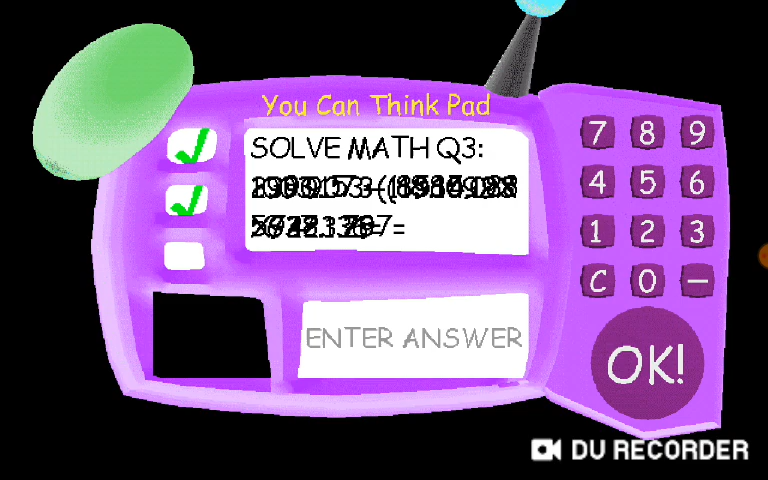 You Can Think Pad
SOLVE MATH Q3:
ENTER ANSWER
7 8 9
4 5 6
1 2 3
C 0 –
OK!
DU RECORDER